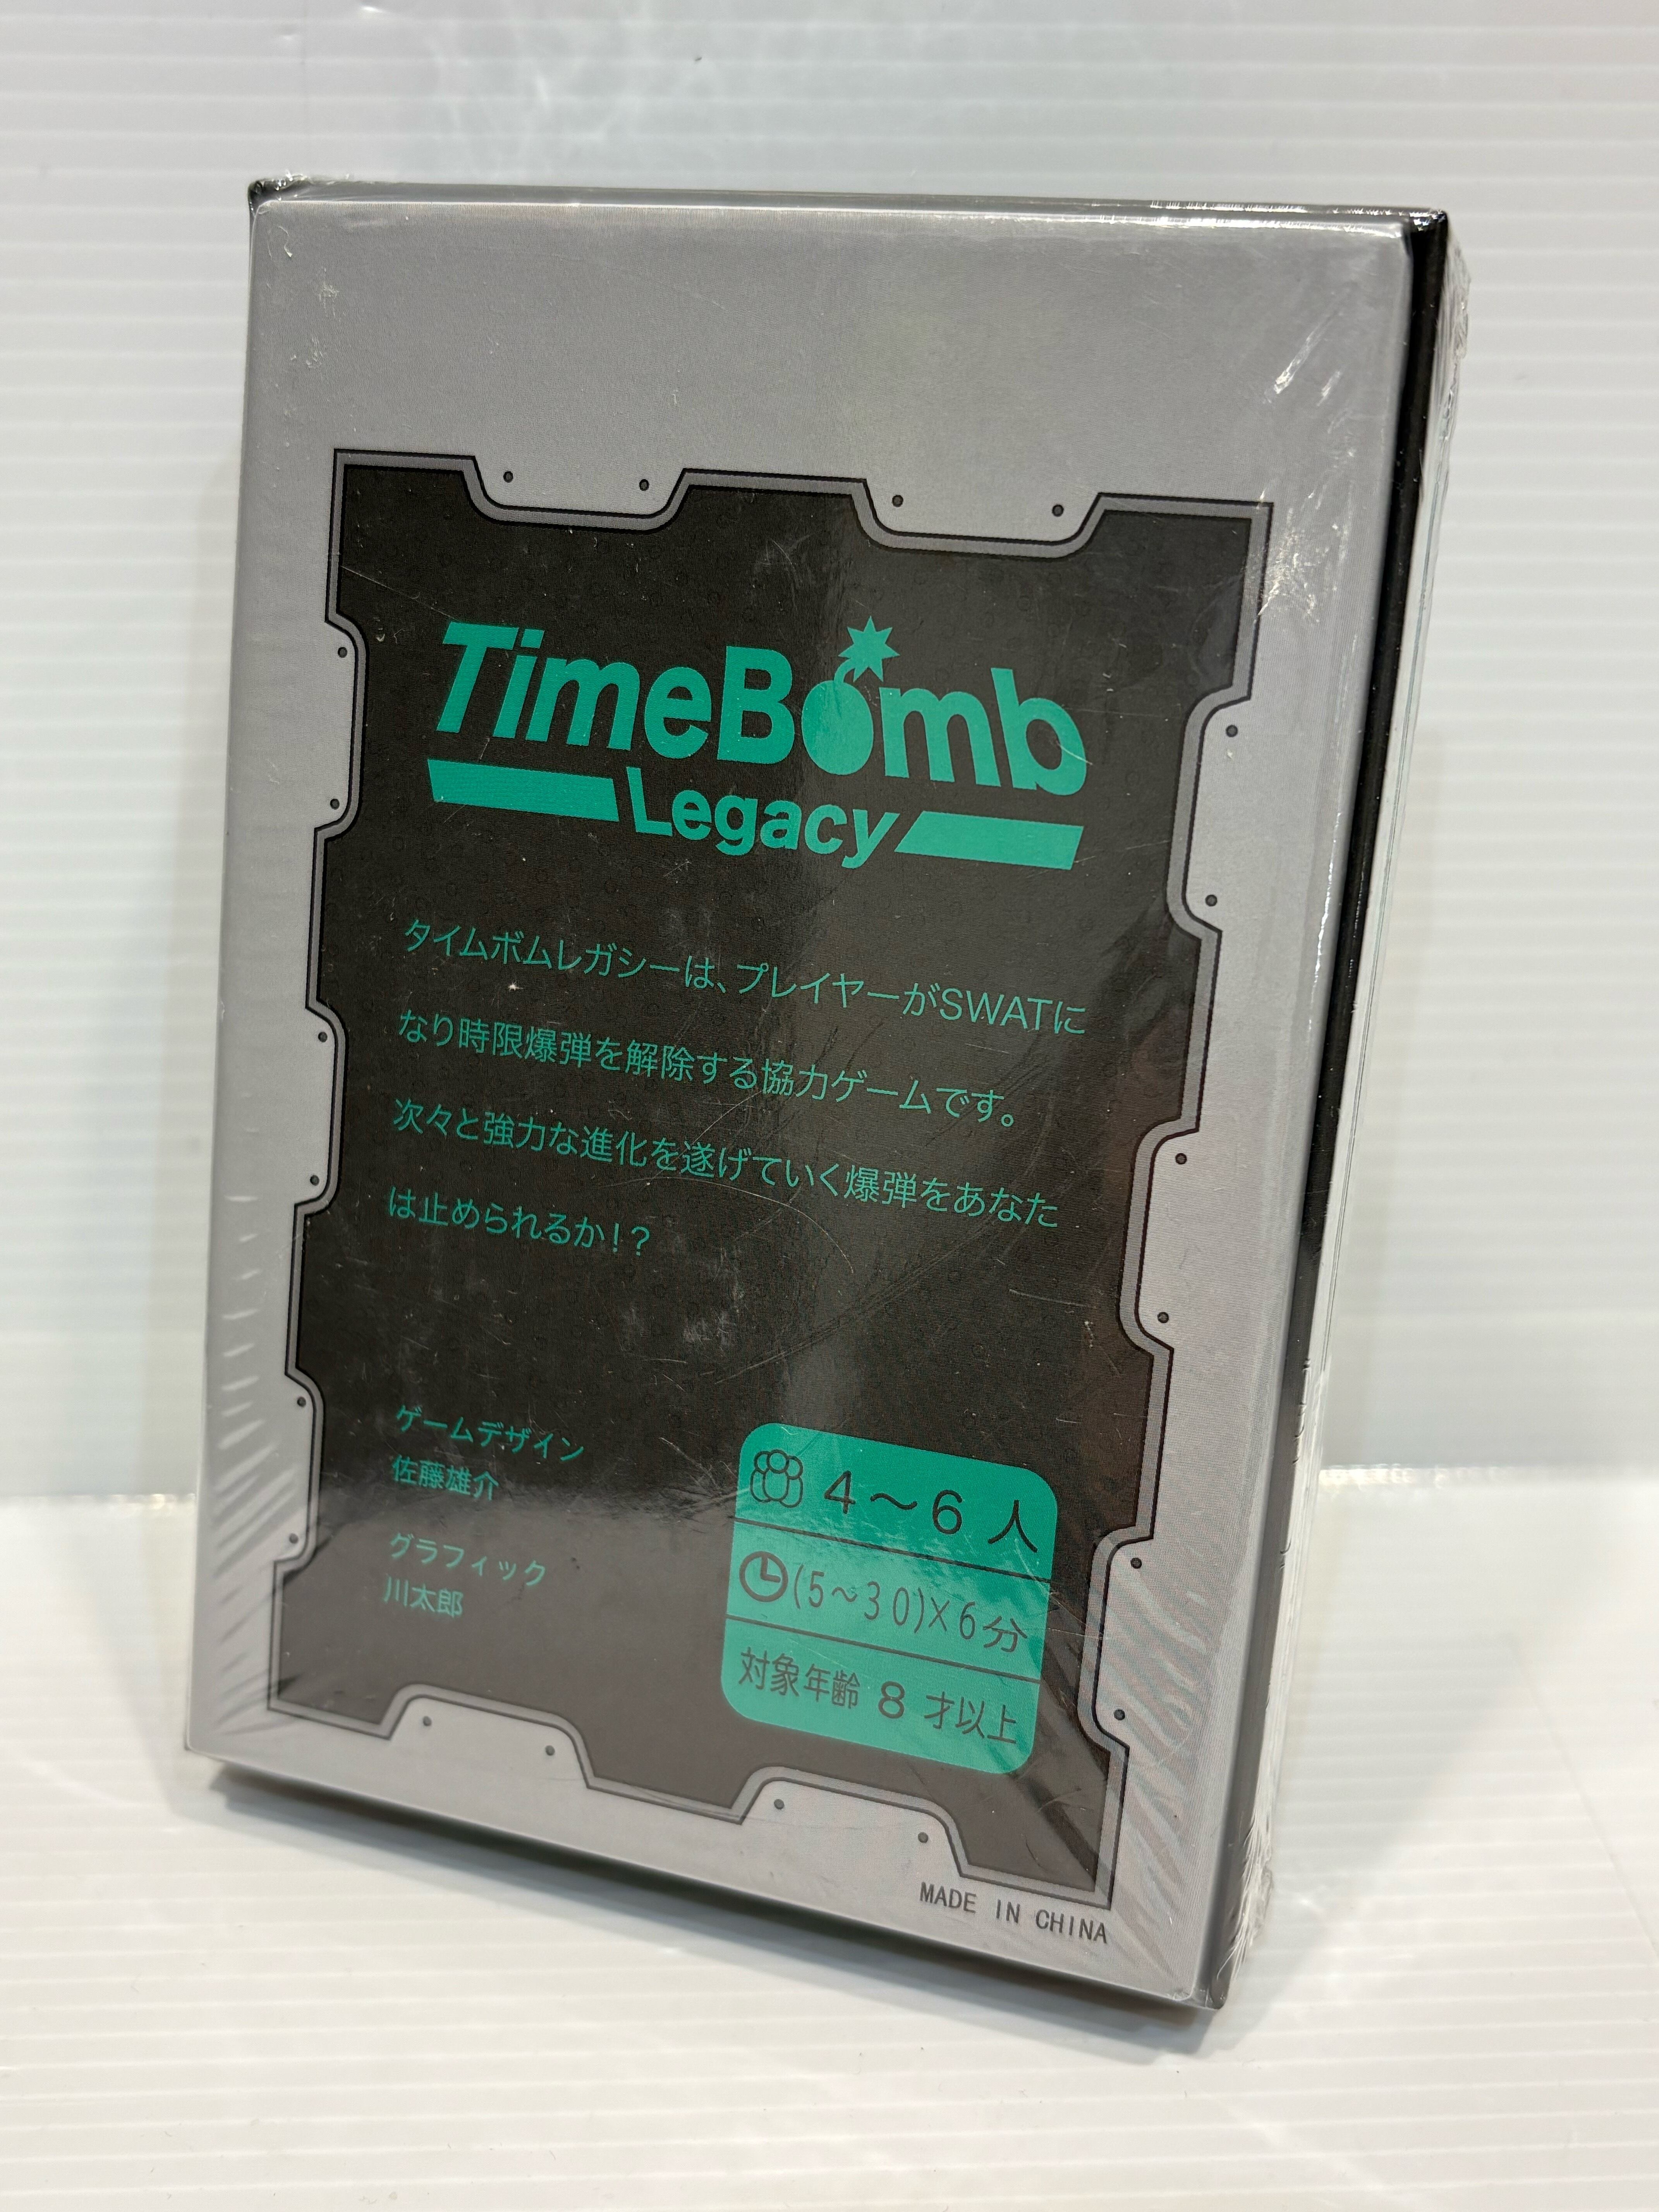 TimeBomb
Legacy
タイムボムレガシーは、プレイヤーがSWATに
なり時限爆弾を解除する協力ゲームです。
次々と強力な進化を遂げていく爆弾をあなた
は止められるか！？
ゲームデザイン
佐藤雄介
グラフィック
川太郎
4～6 人
(5～30)×6分
対象年齢 8 才以上
MADE IN CHINA